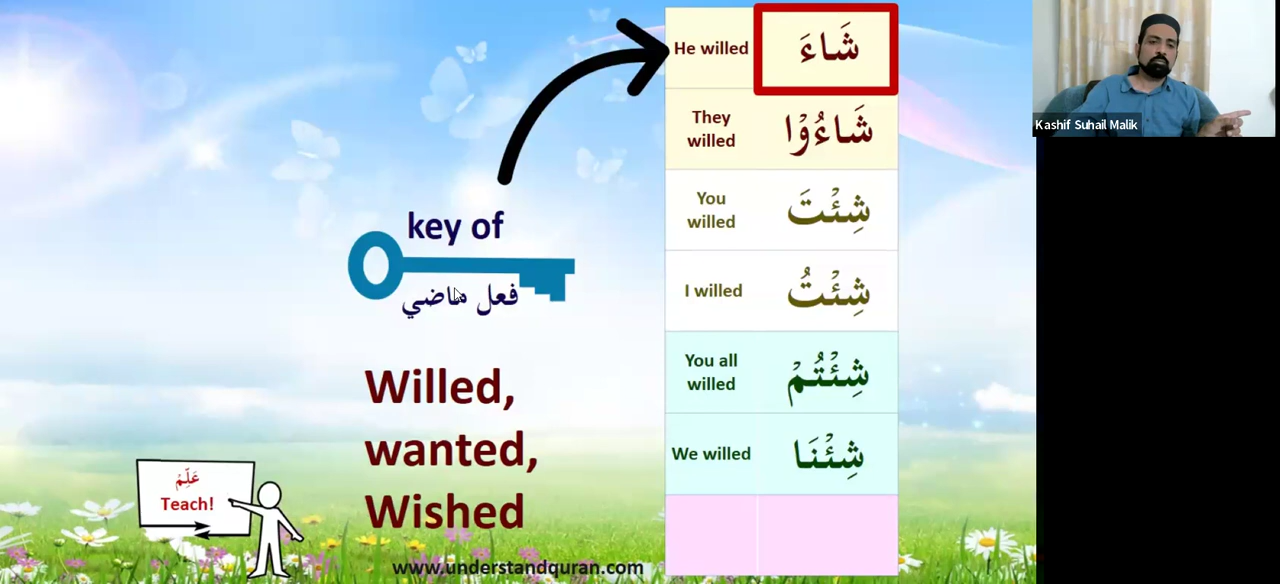 He willed شَاءَ
Kashif Suhail Malik
They
willed شَاءُوْا
You
willed شِئْتَ
key of
فعل ماضي
I willed شِئْتُ
You all
willed شِئْتُمْ
Willed,
wanted,
Wished
We willed شِئْنَا
عَلِّمْ
Teach!
www.understandquran.com